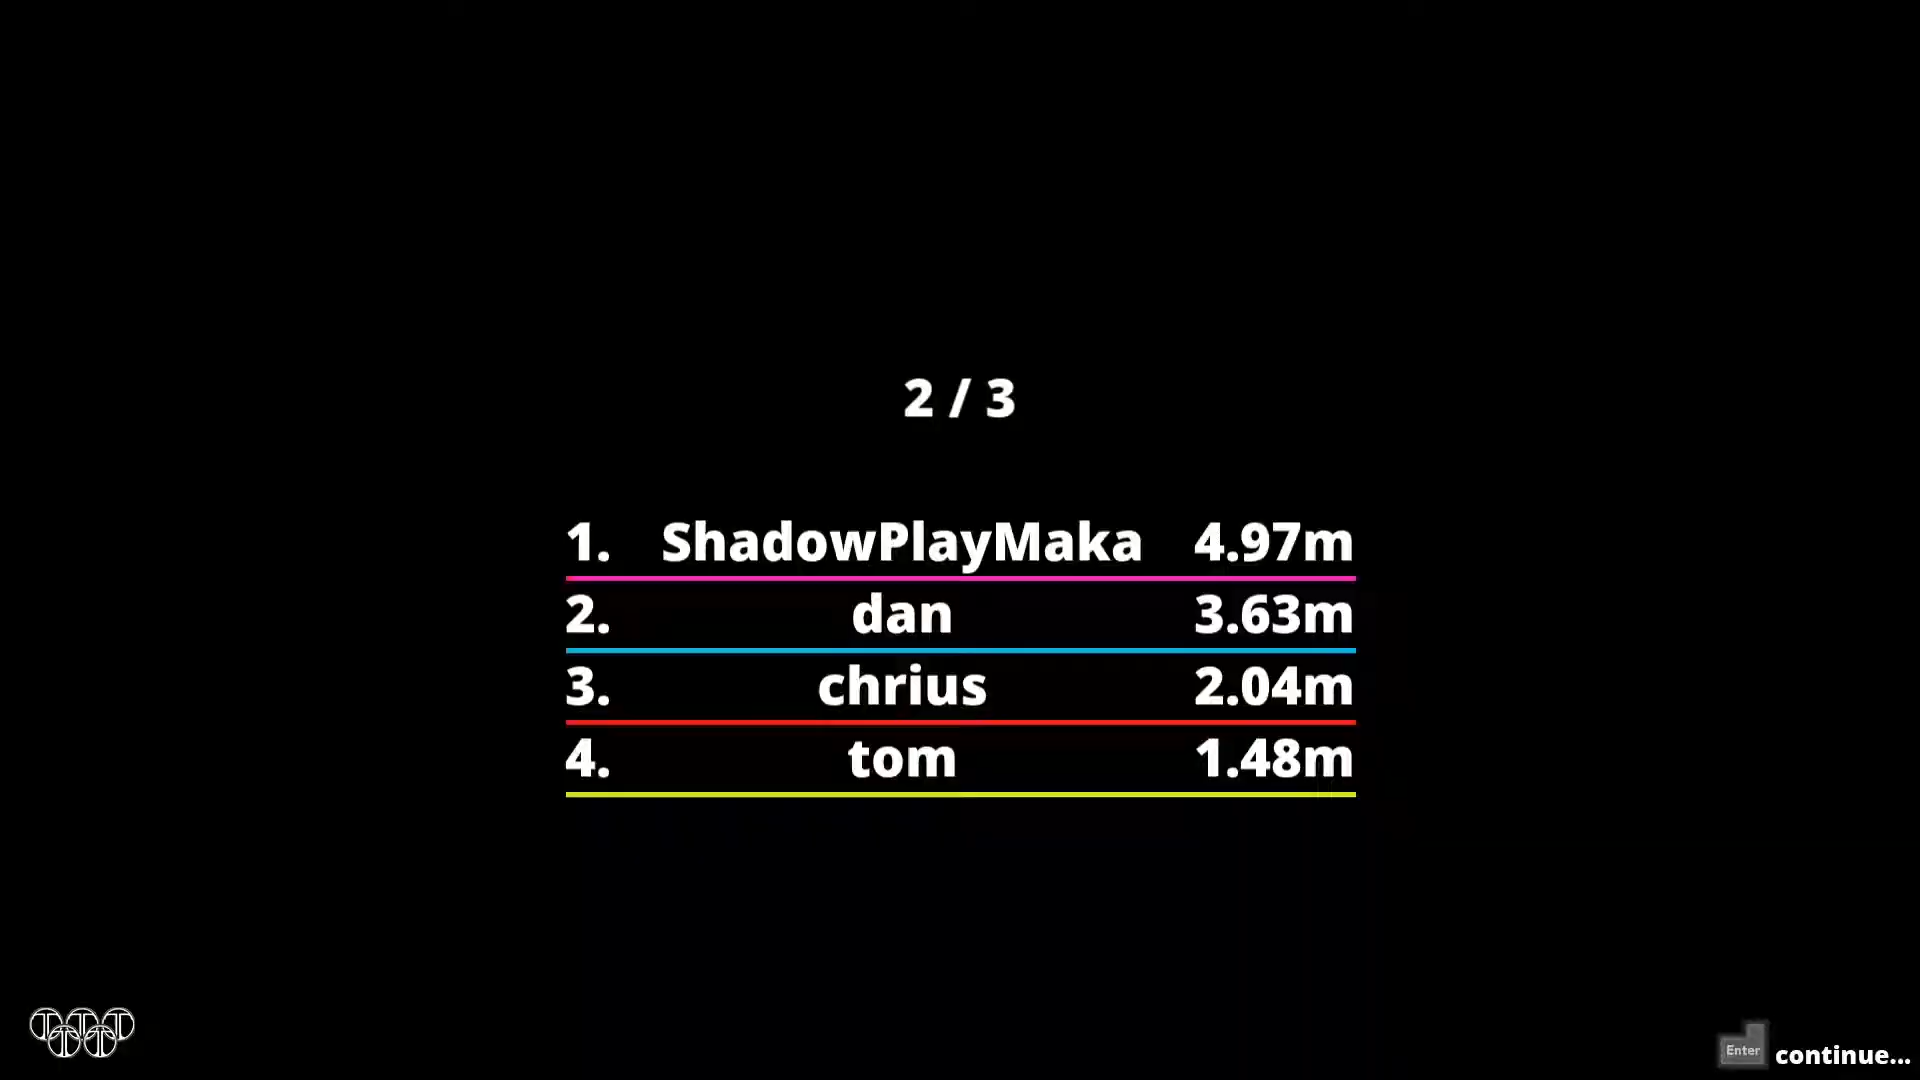 2 / 3
1. ShadowPlayMaka 4.97m
2. dan 3.63m
3. chrius 2.04m
4. tom 1.48m
Enter continue...